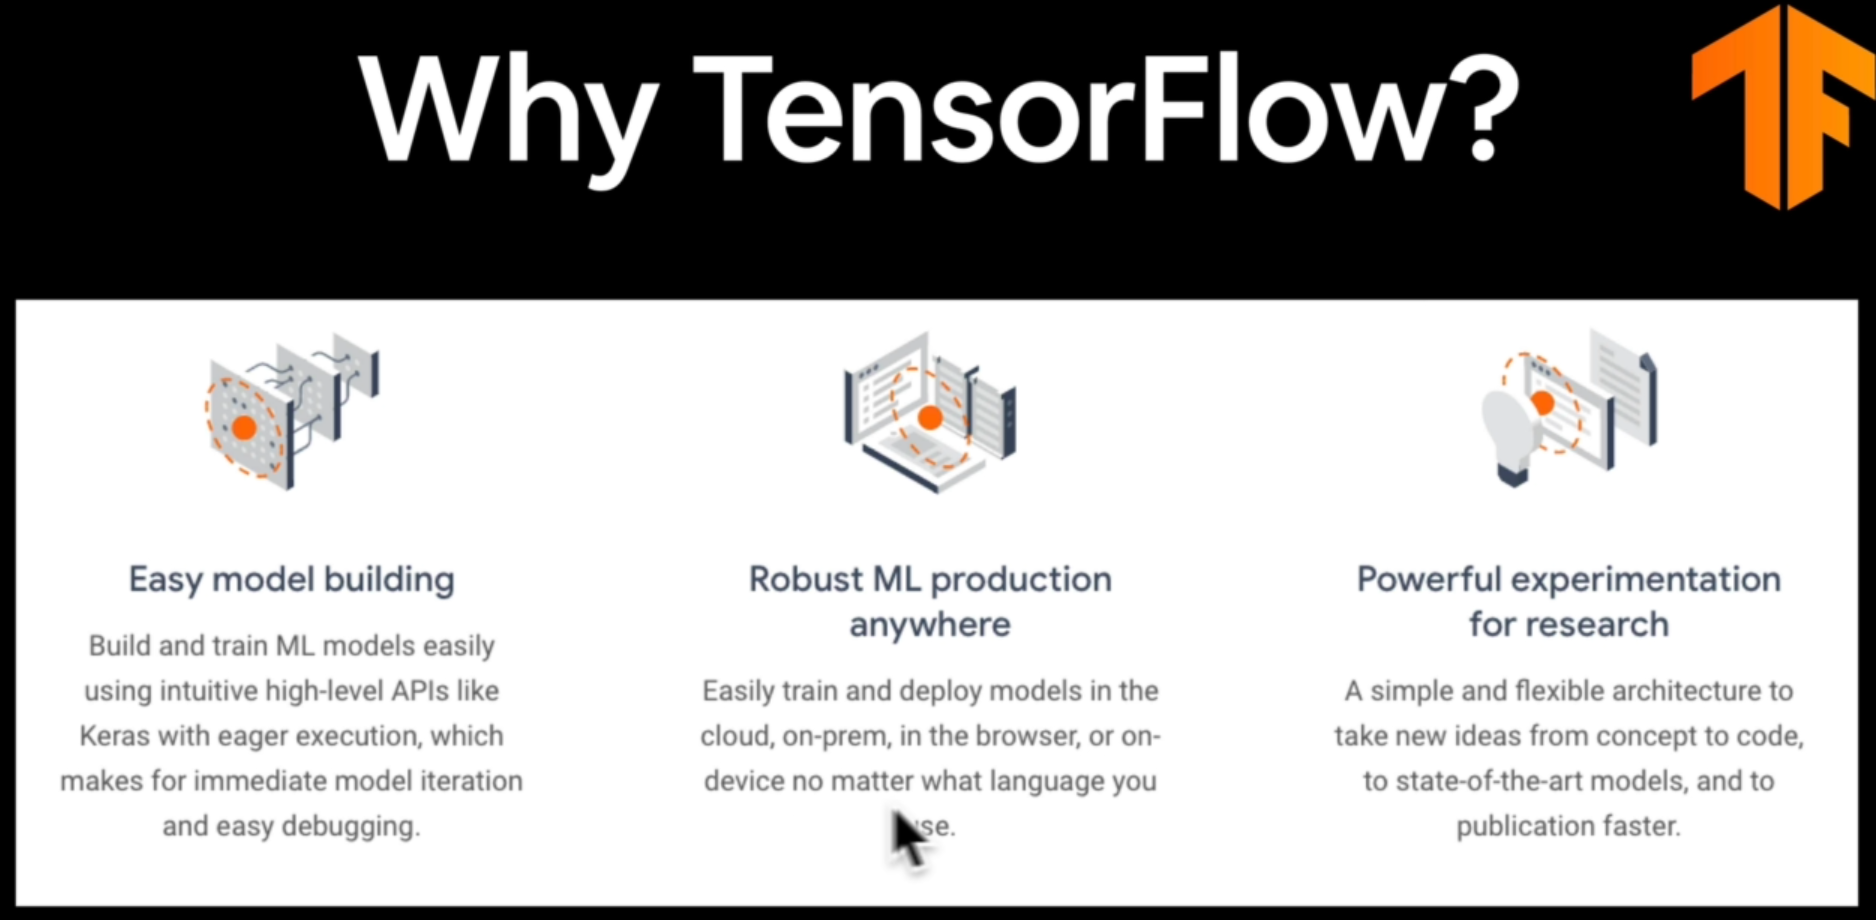 Why TensorFlow?
Easy model building
Build and train ML models easily
using intuitive high-level APIs like
Keras with eager execution, which
makes for immediate model iteration
and easy debugging.
Robust ML production
anywhere
Easily train and deploy models in the
cloud, on-prem, in the browser, or on-
device no matter what language you
use.
Powerful experimentation
for research
A simple and flexible architecture to
take new ideas from concept to code,
to state-of-the-art models, and to
publication faster.